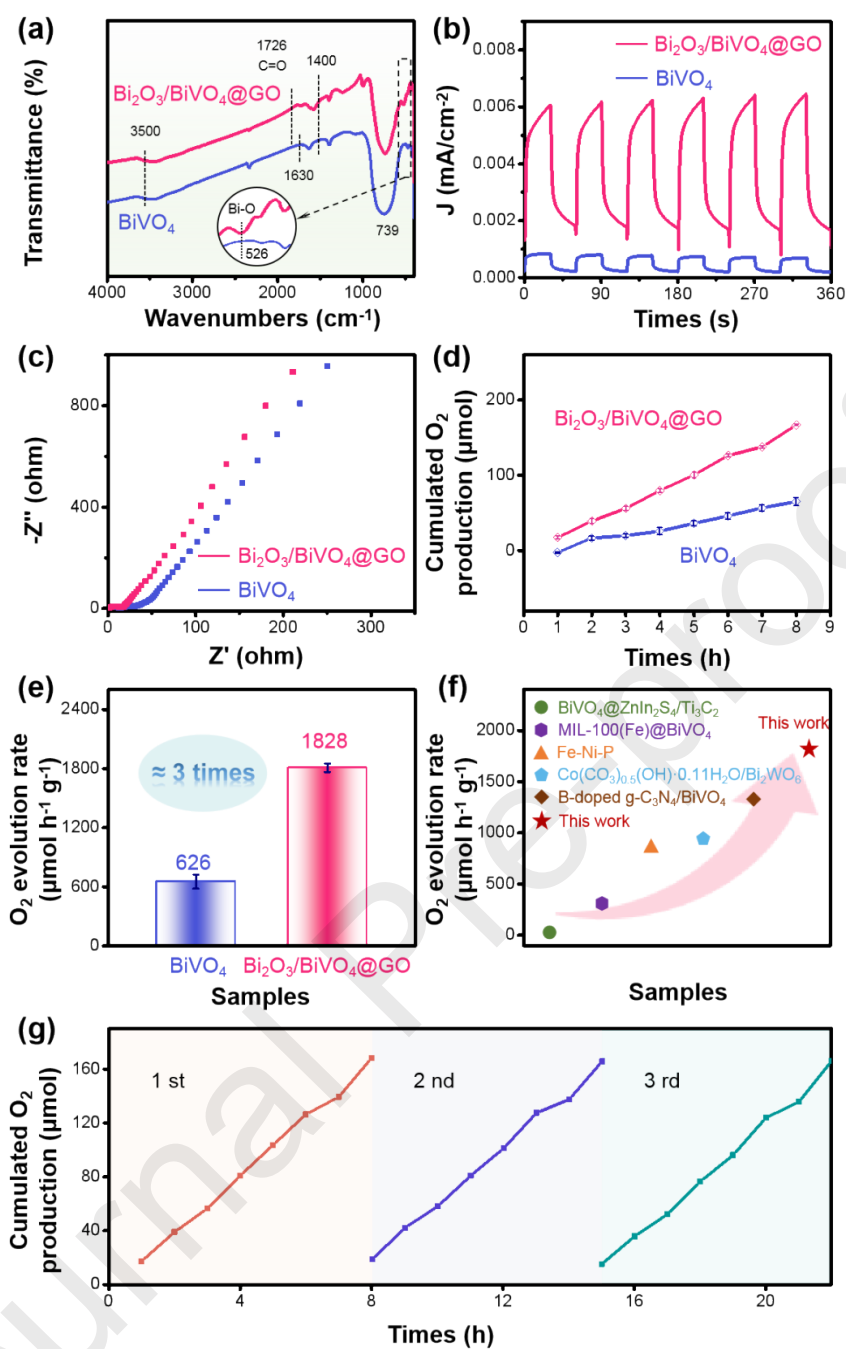 (a)
Transmittance (%)
1726
C=O
1400
Bi₂O₃/BiVO₄@GO
3500
1630
Bi-O
BiVO₄
526
739
4000
3000
2000
1000
Wavenumbers (cm⁻¹)
(b)
J (mA/cm⁻²)
0.008
0.006
0.004
0.002
0.000
Bi₂O₃/BiVO₄@GO
BiVO₄
0
90
180
270
360
Times (s)
(c)
-Z'' (ohm)
800
400
0
Bi₂O₃/BiVO₄@GO
BiVO₄
0
100
200
300
Z' (ohm)
(d)
Cumulated O₂
production (μmol)
200
100
0
Bi₂O₃/BiVO₄@GO
BiVO₄
0 1 2 3 4 5 6 7 8 9
Times (h)
(e)
O₂ evolution rate
(μmol h⁻¹ g⁻¹)
2400
1800
1200
600
0
≈ 3 times
626
1828
BiVO₄
Bi₂O₃/BiVO₄@GO
Samples
(f)
O₂ evolution rate
(μmol h⁻¹ g⁻¹)
2000
1500
1000
500
0
BiVO₄@ZnIn₂S₄/Ti₃C₂
MIL-100(Fe)@BiVO₄
Fe-Ni-P
Co(CO₃)₀.₅(OH)·0.11H₂O/Bi₂WO₆
B-doped g-C₃N₄/BiVO₄
This work
This work
Samples
(g)
Cumulated O₂
production (μmol)
160
120
80
40
0
1 st
2 nd
3 rd
0
4
8
12
16
20
Times (h)
urnal Pre-proo